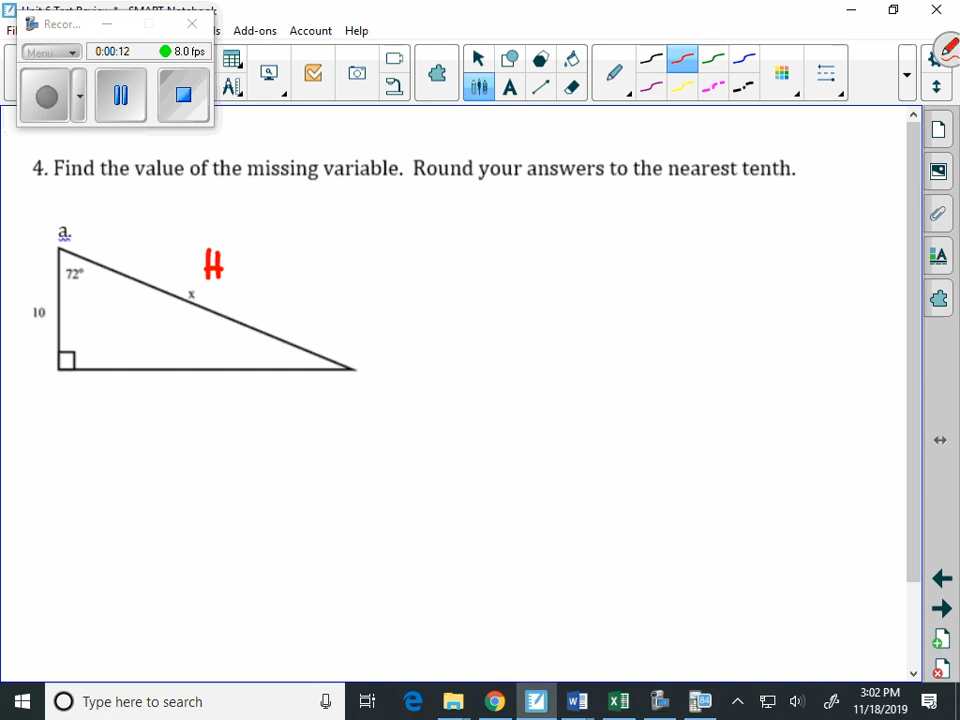 Recor...
Add-ons Account Help
Menu 0:00:12 8.0 fps
4. Find the value of the missing variable. Round your answers to the nearest tenth.
a.
H
72°
x
10
Type here to search
3:02 PM
11/18/2019